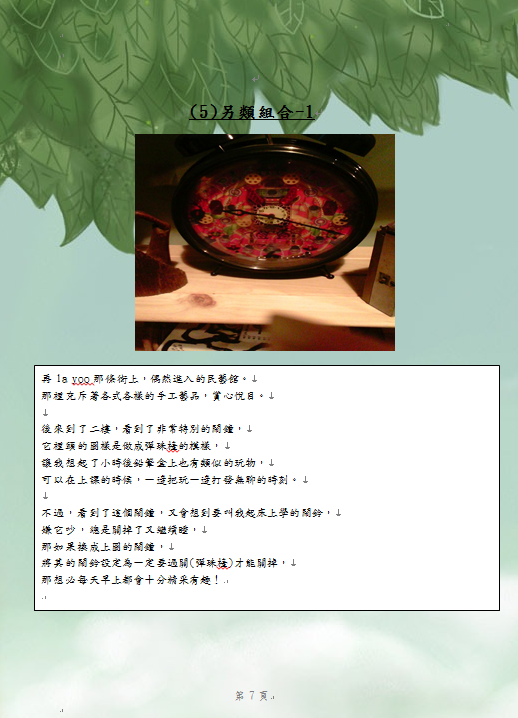 (5)另類組合-1
再 la yoo 那條街上，偶然進入的民藝館。
那裡充斥著各式各樣的手工藝品，賞心悅目。
後來到了二樓，看到了非常特別的鬧鐘，
它裡頭的圖樣是做成彈珠檯的模樣，
讓我想起了小時後鉛筆盒上也有類似的玩物，
可以在上課的時候，一邊把玩一邊打發無聊的時刻。
不過，看到了這個鬧鐘，又會想到要叫我起床上學的鬧鈴，
嫌它吵，總是關掉了又繼續睡，
那如果換成上圖的鬧鐘，
將其的鬧鈴設定為一定要過關(彈珠檯)才能關掉，
那想必每天早上都會十分精采有趣！
第 7 頁